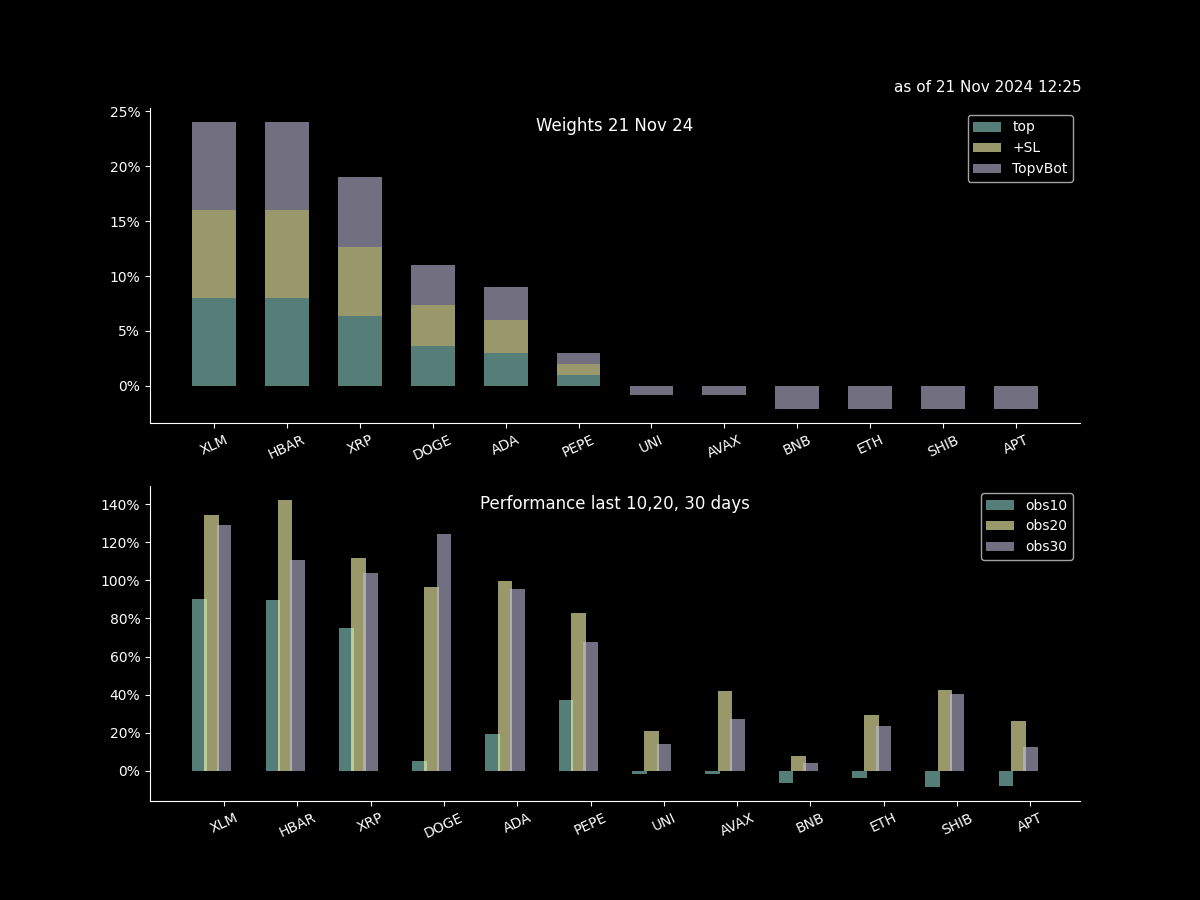 as of 21 Nov 2024 12:25
Weights 21 Nov 24
top
+SL
TopvBot
25%
20%
15%
10%
5%
0%
XLM HBAR XRP DOGE ADA PEPE UNI AVAX BNB ETH SHIB APT
Performance last 10,20, 30 days
obs10
obs20
obs30
140%
120%
100%
80%
60%
40%
20%
0%
XLM HBAR XRP DOGE ADA PEPE UNI AVAX BNB ETH SHIB APT